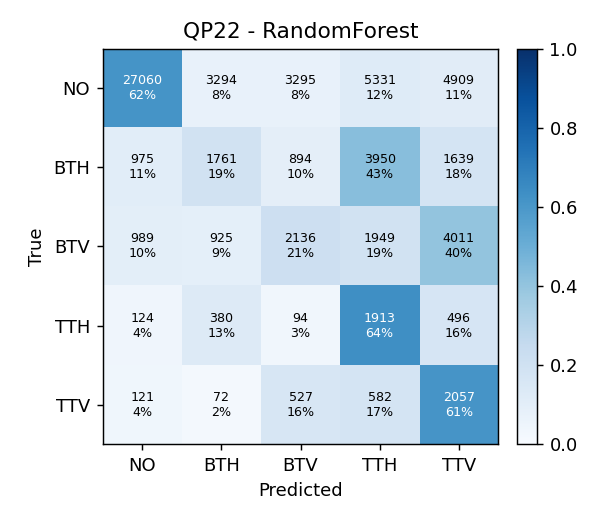 QP22 - RandomForest
NO
27060 3294 3295 5331 4909
62% 8% 8% 12% 11%
BTH
975 1761 894 3950 1639
11% 19% 10% 43% 18%
BTV
989 925 2136 1949 4011
10% 9% 21% 19% 40%
TTH
124 380 94 1913 496
4% 13% 3% 64% 16%
TTV
121 72 527 582 2057
4% 2% 16% 17% 61%
True
NO BTH BTV TTH TTV
Predicted
1.0
0.8
0.6
0.4
0.2
0.0